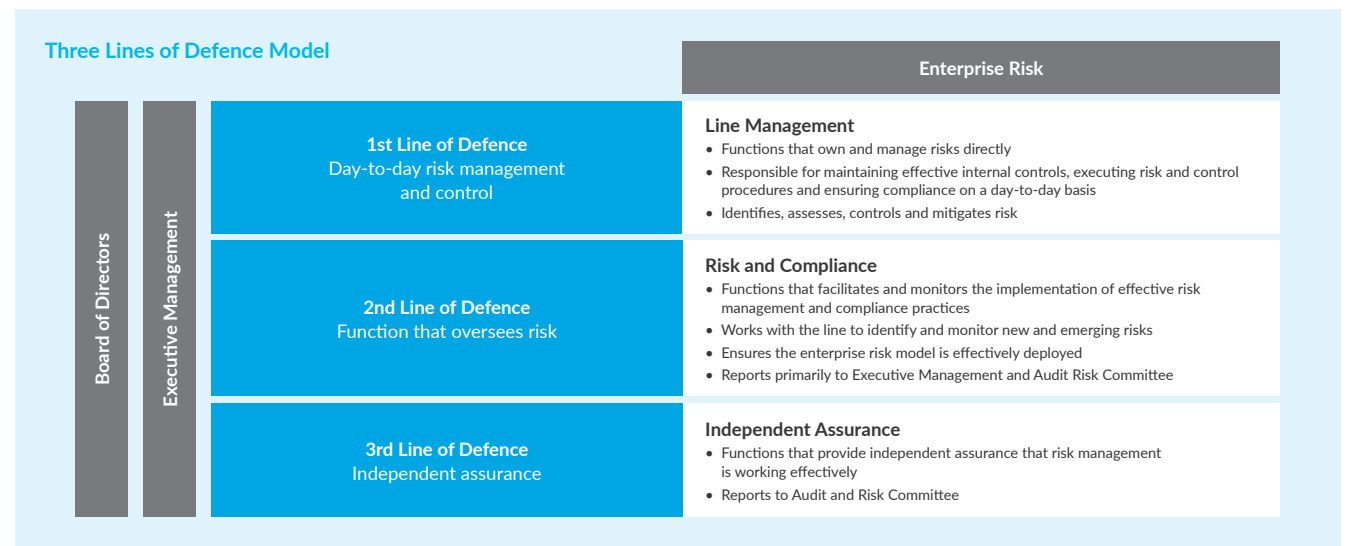 Three Lines of Defence Model
Enterprise Risk
Board of Directors
Executive Management
1st Line of Defence
Day-to-day risk management
and control
Line Management
• Functions that own and manage risks directly
• Responsible for maintaining effective internal controls, executing risk and control
procedures and ensuring compliance on a day-to-day basis
• Identifies, assesses, controls and mitigates risk
2nd Line of Defence
Function that oversees risk
Risk and Compliance
• Functions that facilitates and monitors the implementation of effective risk
management and compliance practices
• Works with the line to identify and monitor new and emerging risks
• Ensures the enterprise risk model is effectively deployed
• Reports primarily to Executive Management and Audit Risk Committee
3rd Line of Defence
Independent assurance
Independent Assurance
• Functions that provide independent assurance that risk management
is working effectively
• Reports to Audit and Risk Committee